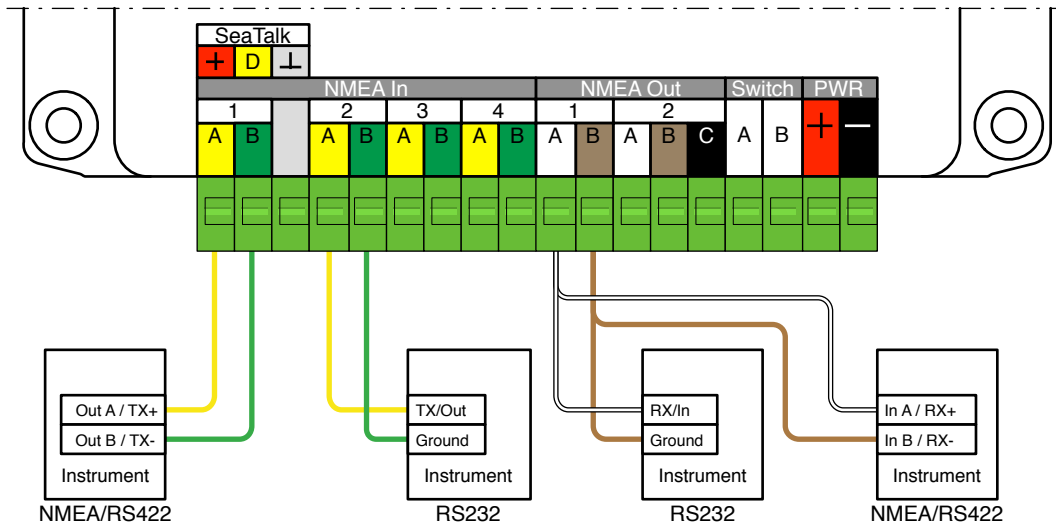 SeaTalk
+ D ⊥
NMEA In NMEA Out Switch PWR
1 2 3 4 1 2
A B A B A B A B A B A B C A B + −
Out A / TX+
Out B / TX-
Instrument
NMEA/RS422
TX/Out
Ground
Instrument
RS232
RX/In
Ground
Instrument
RS232
In A / RX+
In B / RX-
Instrument
NMEA/RS422